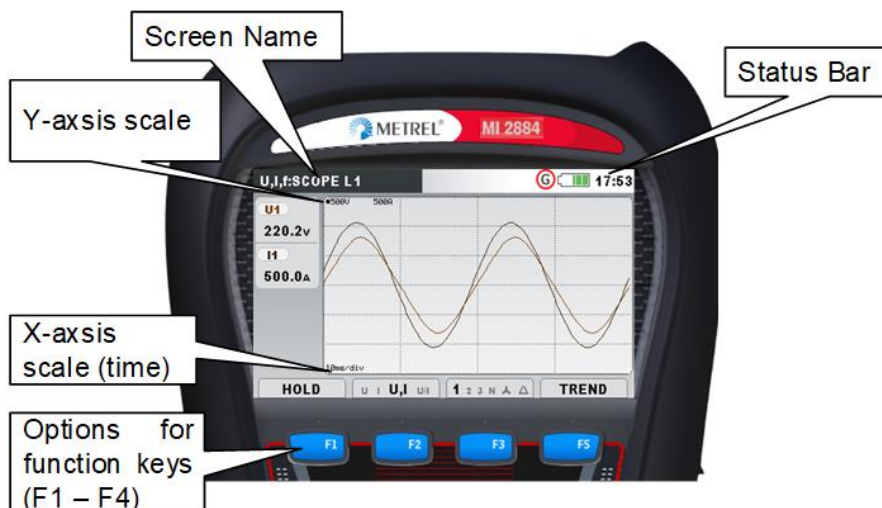 Screen Name
Status Bar
Y-axsis scale
METREL®
MI 2884
U,I,f:SCOPE L1
G 17:53
500V 500A
U1
220.2V
I1
500.0A
X-axsis
scale (time)
10ms/div
HOLD U I U,I U/I 1 2 3 N TREND
Options for
function keys
(F1 – F4)
F1 F2 F3 F5